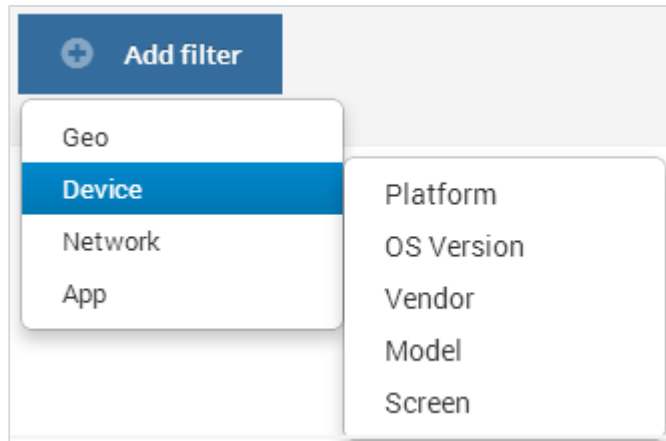 Add filter
Geo
Device
Network
App
Platform
OS Version
Vendor
Model
Screen